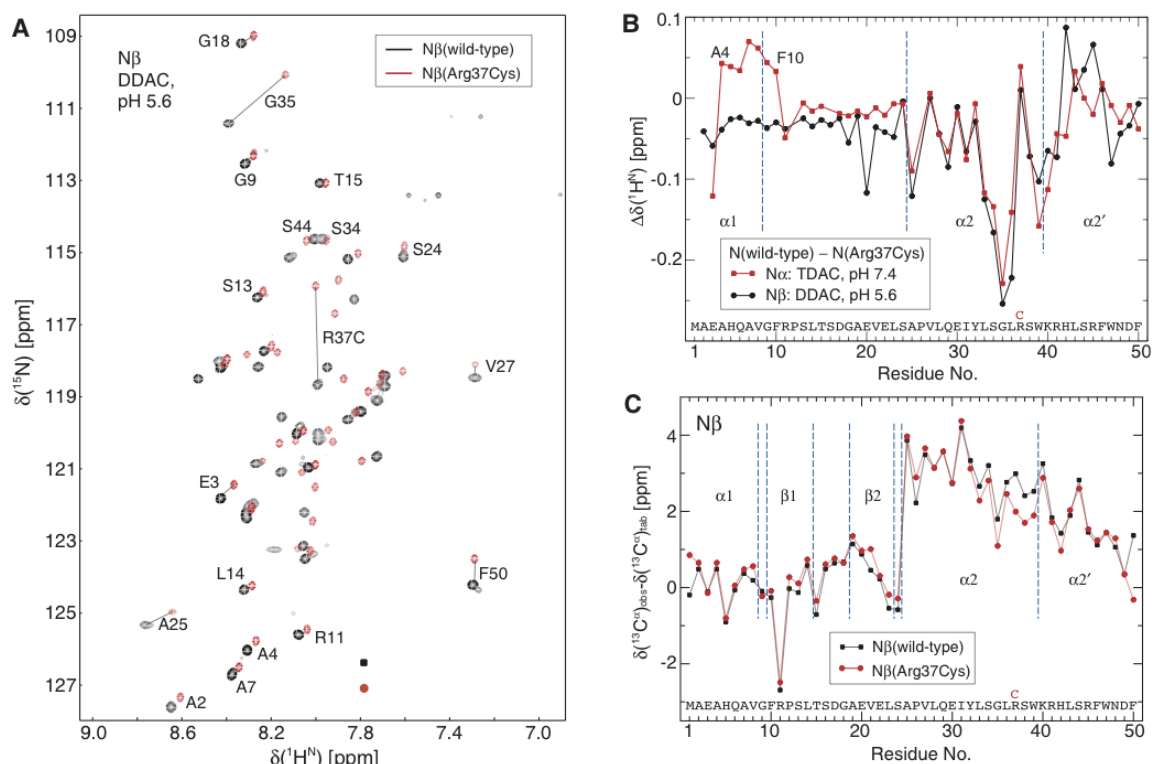 A
Nβ
DDAC,
pH 5.6
Nβ(wild-type)
Nβ(Arg37Cys)
G18
G35
G9
T15
S44
S34
S24
S13
R37C
V27
E3
L14
F50
A25
R11
A4
A7
A2
109
111
113
115
117
119
121
123
125
127
δ(¹⁵N) [ppm]
9.0
8.6
8.2
7.8
7.4
7.0
δ(¹Hᴺ) [ppm]
B
A4
F10
0.1
0
-0.1
-0.2
Δδ(¹Hᴺ) [ppm]
α1
α2
α2′
N(wild-type) – N(Arg37Cys)
Nα: TDAC, pH 7.4
Nβ: DDAC, pH 5.6
C
MAEAHQAVGFRPSLTSDGAEVELSAPVLQEIYLSGLRSWKRHLSRFWNDF
1
10
20
30
40
50
Residue No.
C
Nβ
4
2
0
-2
δ(¹³Cᵅ)obs-δ(¹³Cᵅ)tab [ppm]
α1
β1
β2
α2
α2′
Nβ(wild-type)
Nβ(Arg37Cys)
C
MAEAHQAVGFRPSLTSDGAEVELSAPVLQEIYLSGLRSWKRHLSRFWNDF
1
10
20
30
40
50
Residue No.